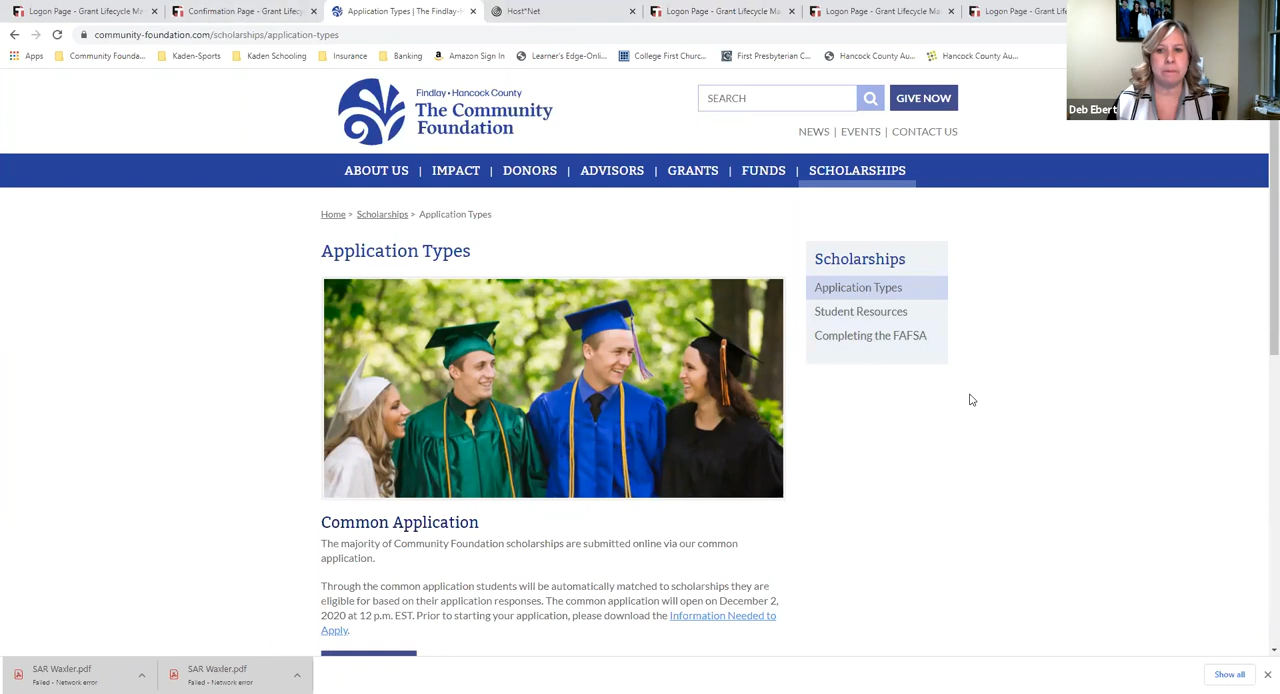 Logon Page - Grant Lifecycle Ma
Confirmation Page - Grant Lifecyc
Application Types | The Findlay-H
Host*Net
Logon Page - Grant Lifecycle Ma
Logon Page - Grant Lifecycle Ma
Logon Page - Grant Life
community-foundation.com/scholarships/application-types
Apps
Community Founda...
Kaden-Sports
Kaden Schooling
Insurance
Banking
Amazon Sign In
Learner's Edge-Onli...
College First Church...
First Presbyterian C...
Hancock County Au...
Hancock County Au...
Deb Ebert
Findlay • Hancock County
The Community
Foundation
SEARCH
GIVE NOW
NEWS | EVENTS | CONTACT US
ABOUT US | IMPACT | DONORS | ADVISORS | GRANTS | FUNDS | SCHOLARSHIPS
Home > Scholarships > Application Types
Application Types
Scholarships
Application Types
Student Resources
Completing the FAFSA
Common Application
The majority of Community Foundation scholarships are submitted online via our common
application.
Through the common application students will be automatically matched to scholarships they are
eligible for based on their application responses. The common application will open on December 2,
2020 at 12 p.m. EST. Prior to starting your application, please download the Information Needed to
Apply.
SAR Waxler.pdf
Failed - Network error
SAR Waxler.pdf
Failed - Network error
Show all